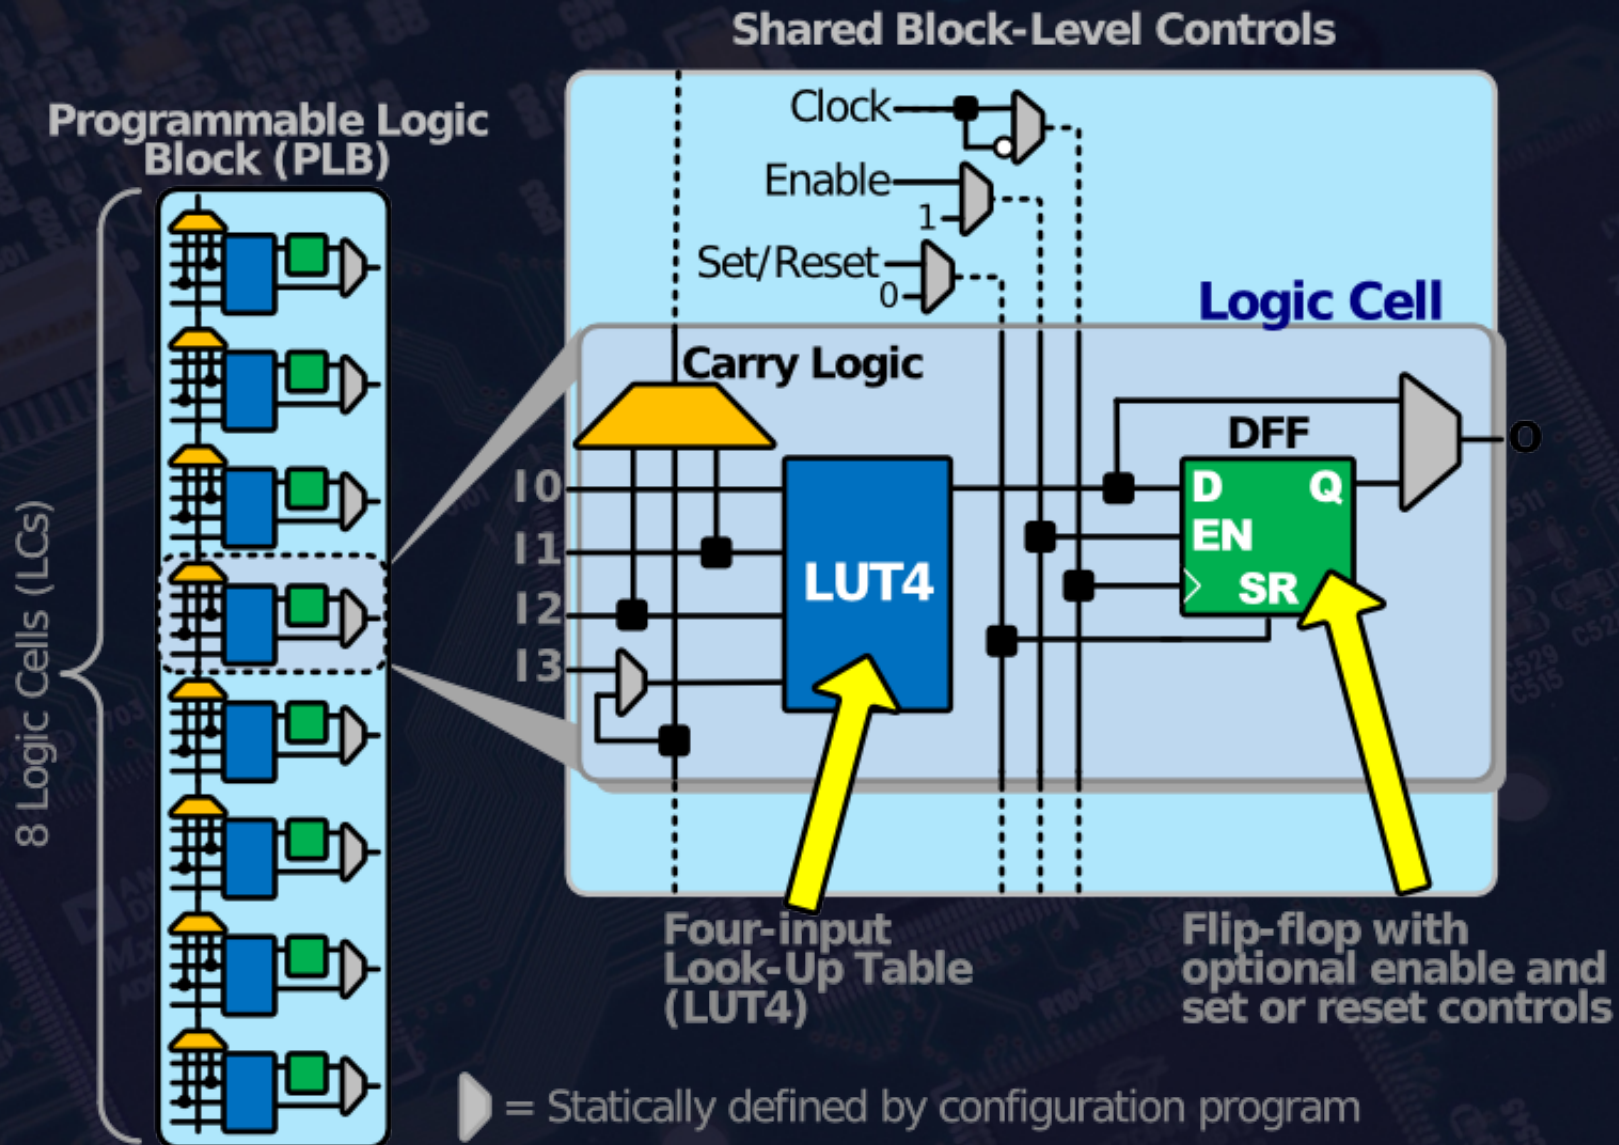 Shared Block-Level Controls
Programmable Logic
Block (PLB)
8 Logic Cells (LCs)
Clock
Enable
1
Set/Reset
0
Logic Cell
Carry Logic
I0
I1
I2
I3
LUT4
DFF
D
Q
EN
SR
O
Four-input
Look-Up Table
(LUT4)
Flip-flop with
optional enable and
set or reset controls
= Statically defined by configuration program